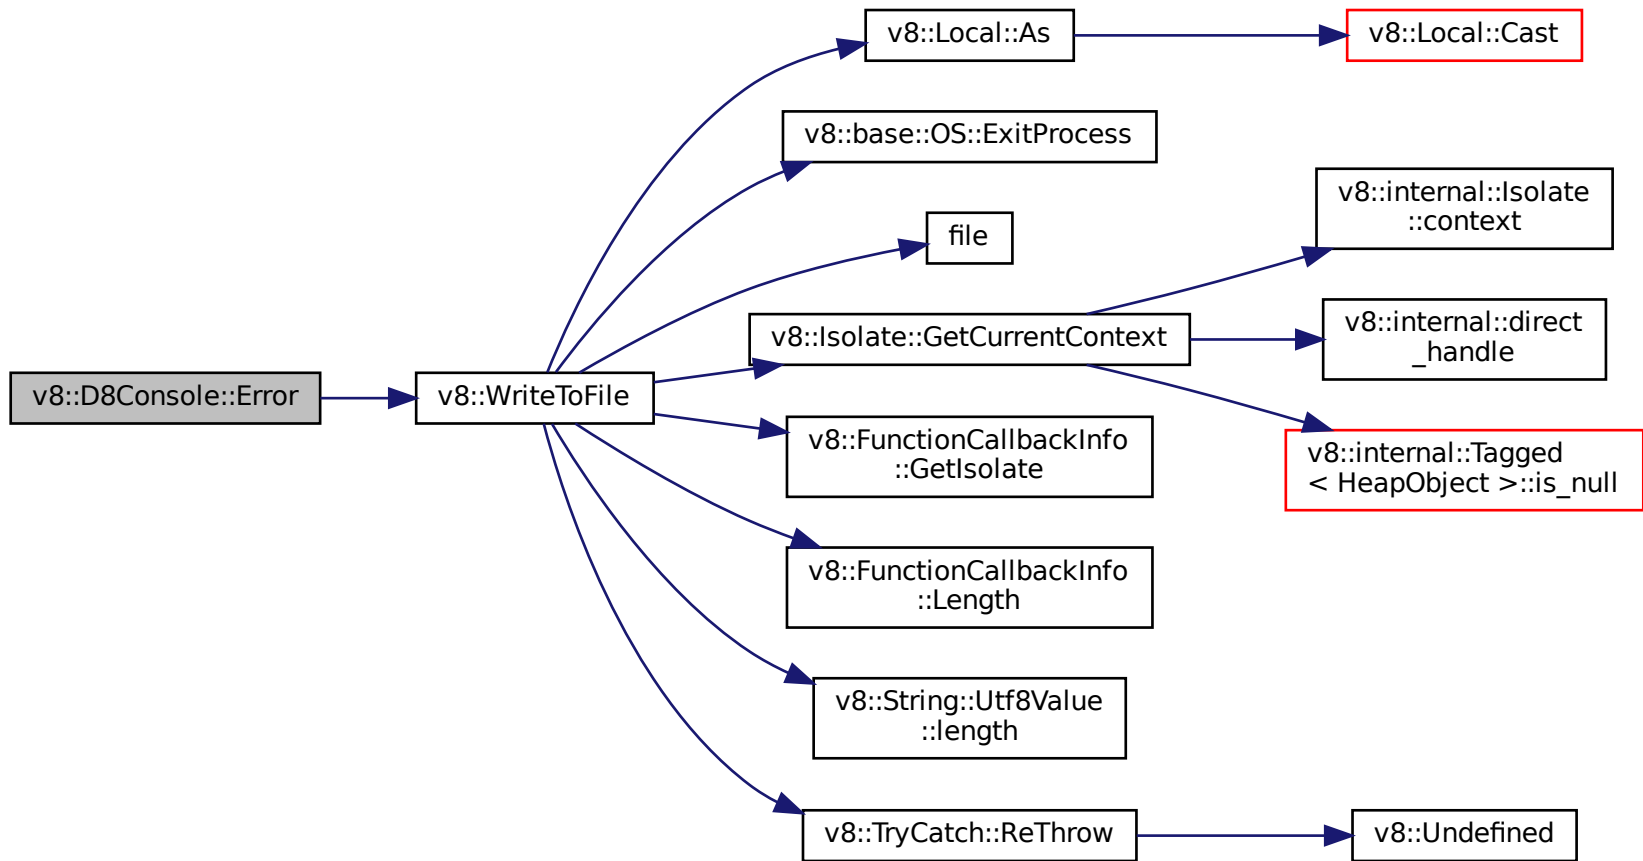 v8::D8Console::Error
v8::WriteToFile
v8::Local::As
v8::Local::Cast
v8::base::OS::ExitProcess
file
v8::Isolate::GetCurrentContext
v8::internal::Isolate
::context
v8::internal::direct
_handle
v8::internal::Tagged
< HeapObject >::is_null
v8::FunctionCallbackInfo
::GetIsolate
v8::FunctionCallbackInfo
::Length
v8::String::Utf8Value
::length
v8::TryCatch::ReThrow
v8::Undefined